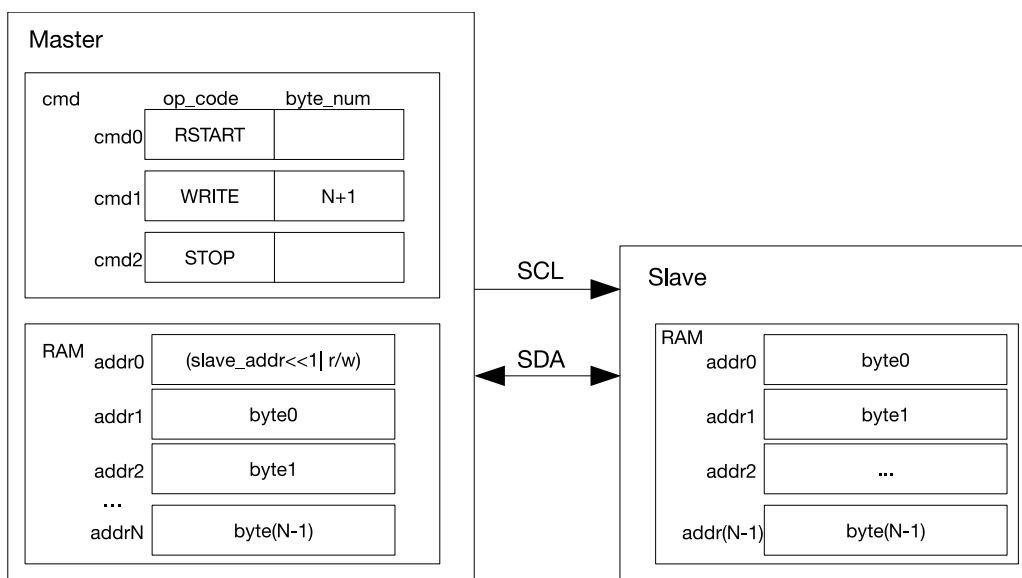 Master
cmd op_code byte_num
cmd0 RSTART
cmd1 WRITE N+1
cmd2 STOP
RAM
addr0 (slave_addr<<1| r/w)
addr1 byte0
addr2 byte1
...
addrN byte(N-1)
SCL
SDA
Slave
RAM
addr0 byte0
addr1 byte1
addr2 ...
addr(N-1) byte(N-1)